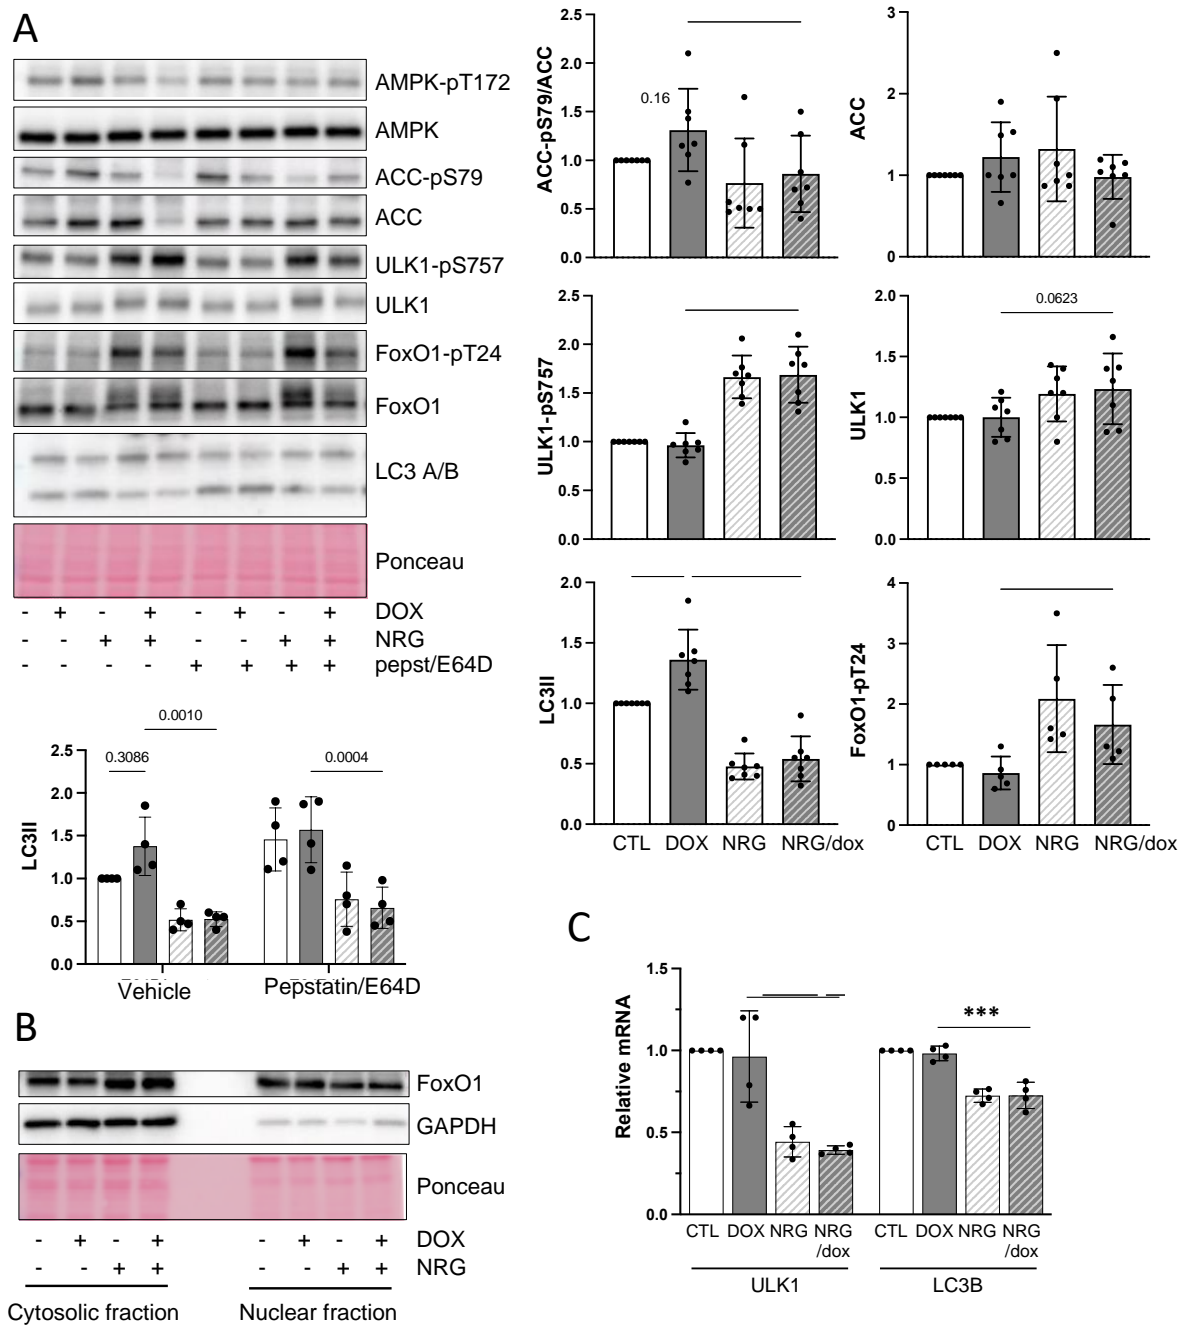 A
AMPK-pT172
AMPK
ACC-pS79
ACC
ULK1-pS757
ULK1
FoxO1-pT24
FoxO1
LC3 A/B
Ponceau
- + - + - + - + DOX
- - + + - - + + NRG
- - - - + + + + pepst/E64D
ACC-pS79/ACC
2.5
2.0
1.5
1.0
0.5
0.0
0.16
ACC
3
2
1
0
ULK1-pS757
2.5
2.0
1.5
1.0
0.5
0.0
ULK1
2.0
1.5
1.0
0.5
0.0
0.0623
LC3II
2.0
1.5
1.0
0.5
0.0
CTL DOX NRG NRG/dox
FoxO1-pT24
4
3
2
1
0
CTL DOX NRG NRG/dox
LC3II
2.5
2.0
1.5
1.0
0.5
0.0
0.0010
0.3086
0.0004
Vehicle
Pepstatin/E64D
B
FoxO1
GAPDH
Ponceau
- + - + - + - + DOX
- - + + - - + + NRG
Cytosolic fraction
Nuclear fraction
C
Relative mRNA
1.5
1.0
0.5
0.0
***
CTL DOX NRG NRG /dox
CTL DOX NRG NRG /dox
ULK1
LC3B